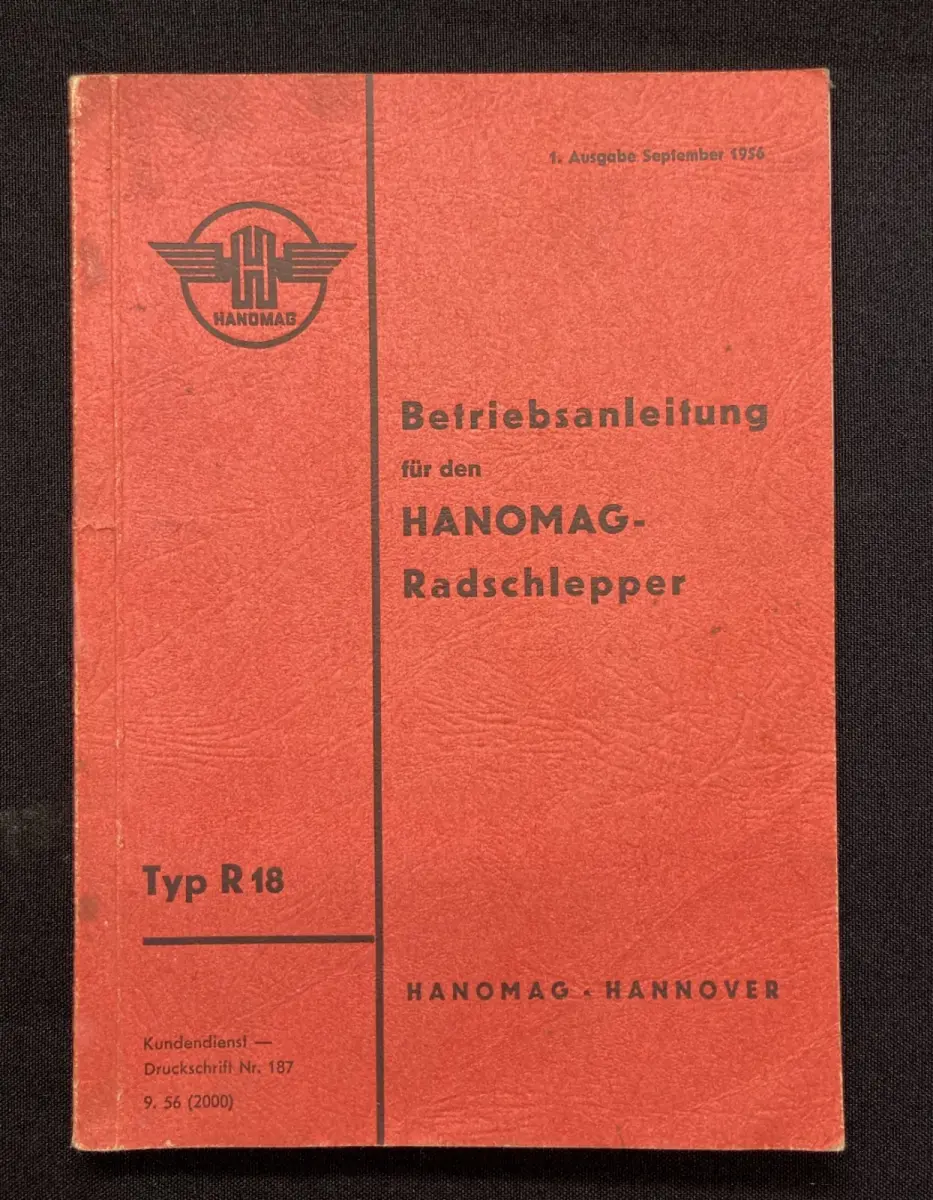 1. Ausgabe September 1956
HANOMAG
Betriebsanleitung
für den
HANOMAG-
Radschlepper
Typ R 18
HANOMAG - HANNOVER
Kundendienst —
Druckschrift Nr. 187
9. 56 (2000)